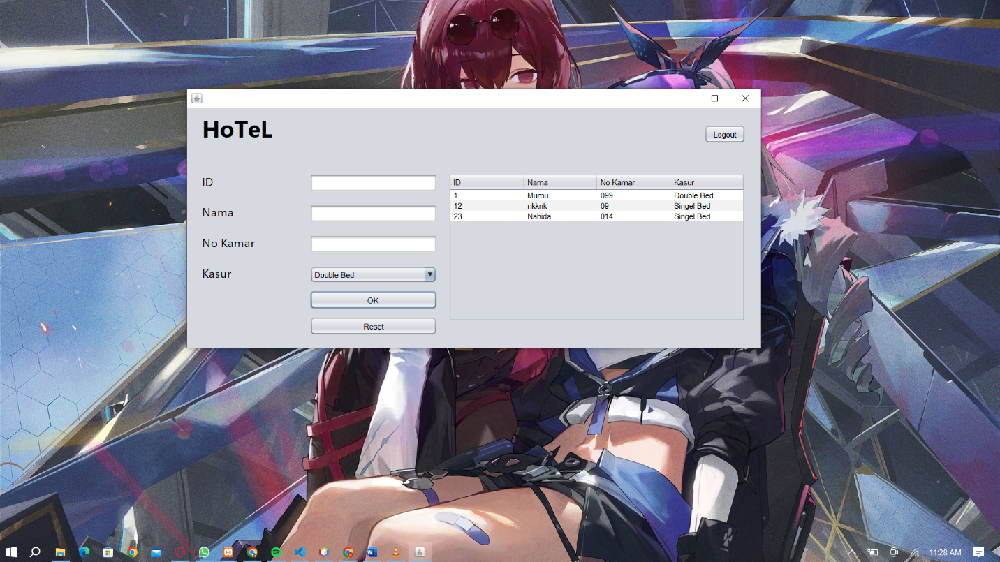 HoTeL
Logout
ID
Nama
No Kamar
Kasur
Double Bed
OK
Reset
ID Nama No Kamar Kasur
1 Mumu 099 Double Bed
12 nkknk 09 Singel Bed
23 Nahida 014 Singel Bed
11:28 AM